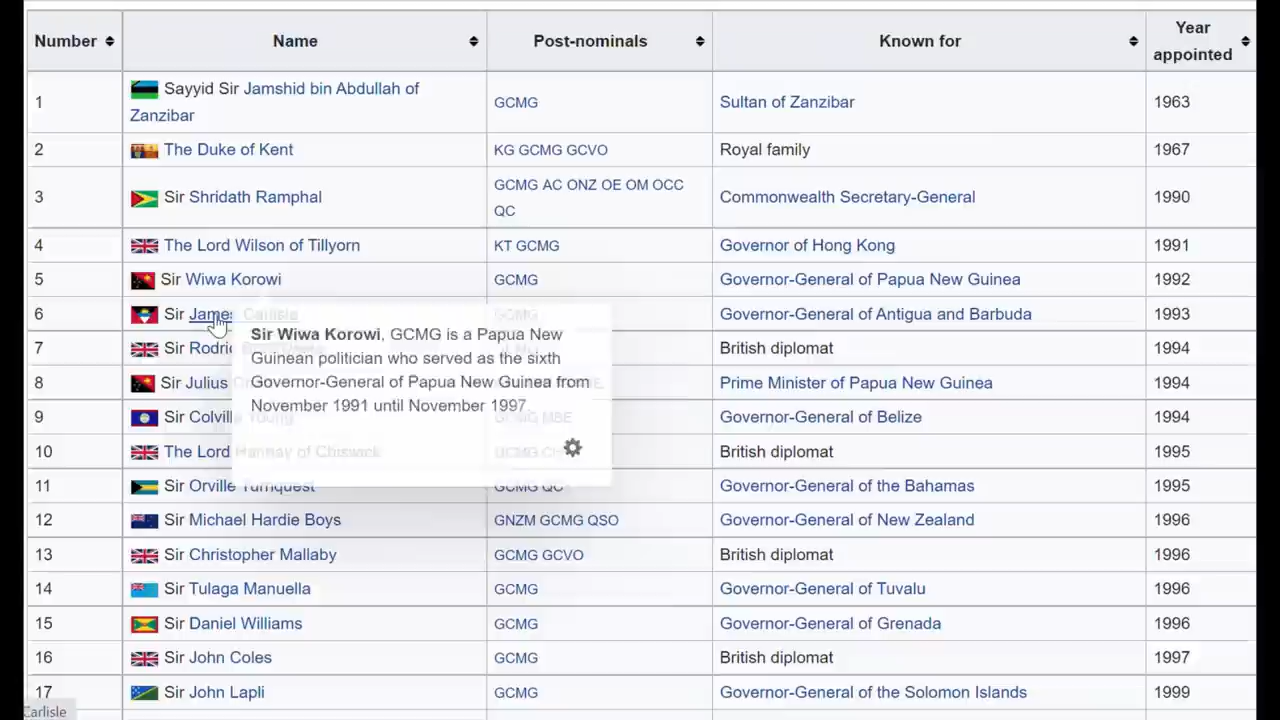 Number Name Post-nominals Known for Year appointed
1 Sayyid Sir Jamshid bin Abdullah of Zanzibar GCMG Sultan of Zanzibar 1963
2 The Duke of Kent KG GCMG GCVO Royal family 1967
3 Sir Shridath Ramphal GCMG AC ONZ OE OM OCC QC Commonwealth Secretary-General 1990
4 The Lord Wilson of Tillyorn KT GCMG Governor of Hong Kong 1991
5 Sir Wiwa Korowi GCMG Governor-General of Papua New Guinea 1992
6 Sir James Carlisle GCMG Governor-General of Antigua and Barbuda 1993
Sir Wiwa Korowi, GCMG is a Papua New
Guinean politician who served as the sixth
Governor-General of Papua New Guinea from
November 1991 until November 1997.
7 Sir British diplomat 1994
8 Sir Julius Prime Minister of Papua New Guinea 1994
9 Sir Colville Young GCMG MBE Governor-General of Belize 1994
10 The Lord Hannay of Chiswick GCMG CH British diplomat 1995
11 Sir Orville Turnquest GCMG QC Governor-General of the Bahamas 1995
12 Sir Michael Hardie Boys GNZM GCMG QSO Governor-General of New Zealand 1996
13 Sir Christopher Mallaby GCMG GCVO British diplomat 1996
14 Sir Tulaga Manuella GCMG Governor-General of Tuvalu 1996
15 Sir Daniel Williams GCMG Governor-General of Grenada 1996
16 Sir John Coles GCMG British diplomat 1997
17 Sir John Lapli GCMG Governor-General of the Solomon Islands 1999
Carlisle